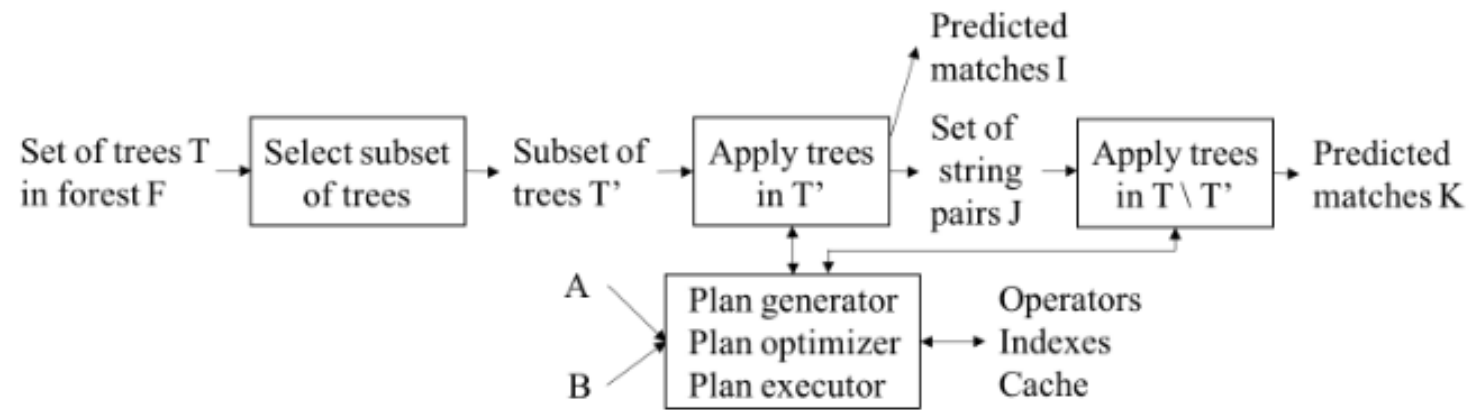 Set of trees T
in forest F
Select subset
of trees
Subset of
trees T’
Apply trees
in T’
Predicted
matches I
Set of
string
pairs J
Apply trees
in T \ T’
Predicted
matches K
A
B
Plan generator
Plan optimizer
Plan executor
Operators
Indexes
Cache